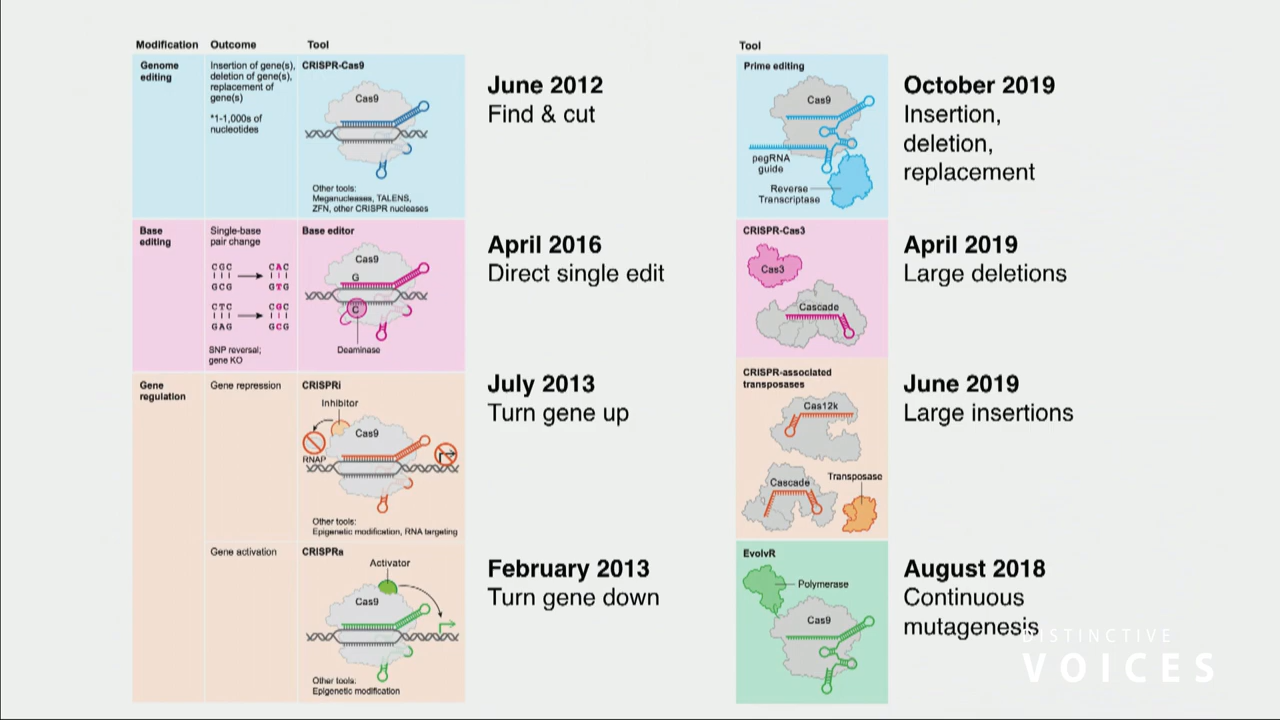 Modification Outcome Tool
Genome
editing
Insertion of gene(s),
deletion of gene(s),
replacement of
gene(s)
*1-1,000s of
nucleotides
CRISPR-Cas9
Cas9
Other tools:
Meganucleases, TALENS,
ZFN, other CRISPR nucleases
June 2012
Find & cut
Base
editing
Single-base
pair change
CGC CAC
GCG GTG
CTC CGC
GAG GCG
SNP reversal;
gene KO
Base editor
Cas9
G
C
Deaminase
April 2016
Direct single edit
Gene
regulation
Gene repression
CRISPRi
Inhibitor
Cas9
RNAP
Other tools:
Epigenetic modification, RNA targeting
July 2013
Turn gene up
Gene activation
CRISPRa
Activator
Cas9
Other tools:
Epigenetic modification
February 2013
Turn gene down
Tool
Prime editing
Cas9
pegRNA
guide
Reverse
Transcriptase
October 2019
Insertion,
deletion,
replacement
CRISPR-Cas3
Cas3
Cascade
April 2019
Large deletions
CRISPR-associated
transposases
Cas12k
Cascade
Transposase
June 2019
Large insertions
EvolvR
Polymerase
Cas9
August 2018
Continuous
mutagenesis
DISTINCTIVE
VOICES